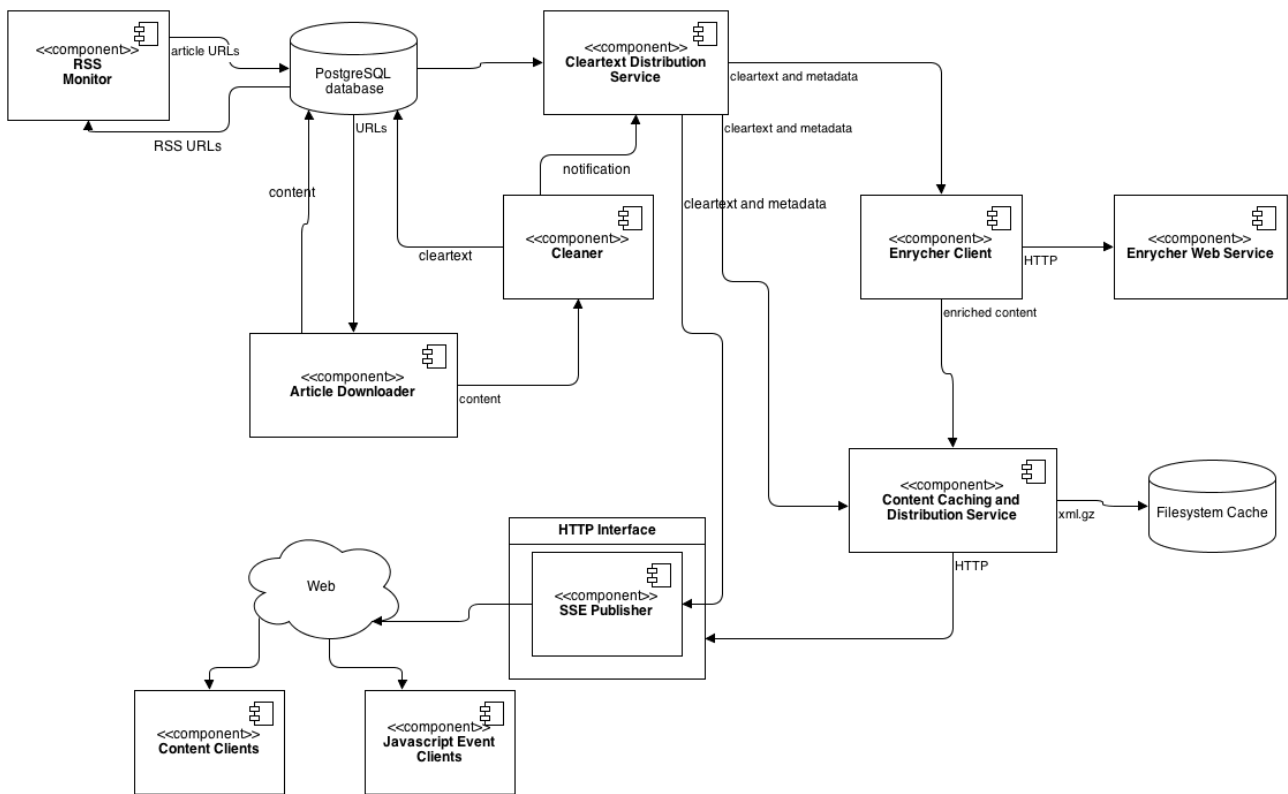 <<component>>
RSS
Monitor
article URLs
RSS URLs
PostgreSQL
database
<<component>>
Cleartext Distribution
Service
cleartext and metadata
cleartext and metadata
cleartext and metadata
URLs
content
notification
cleartext
<<component>>
Cleaner
<<component>>
Enrycher Client
HTTP
<<component>>
Enrycher Web Service
enriched content
<<component>>
Article Downloader
content
<<component>>
Content Caching and
Distribution Service
xml.gz
Filesystem Cache
HTTP
HTTP Interface
<<component>>
SSE Publisher
Web
<<component>>
Content Clients
<<component>>
Javascript Event
Clients